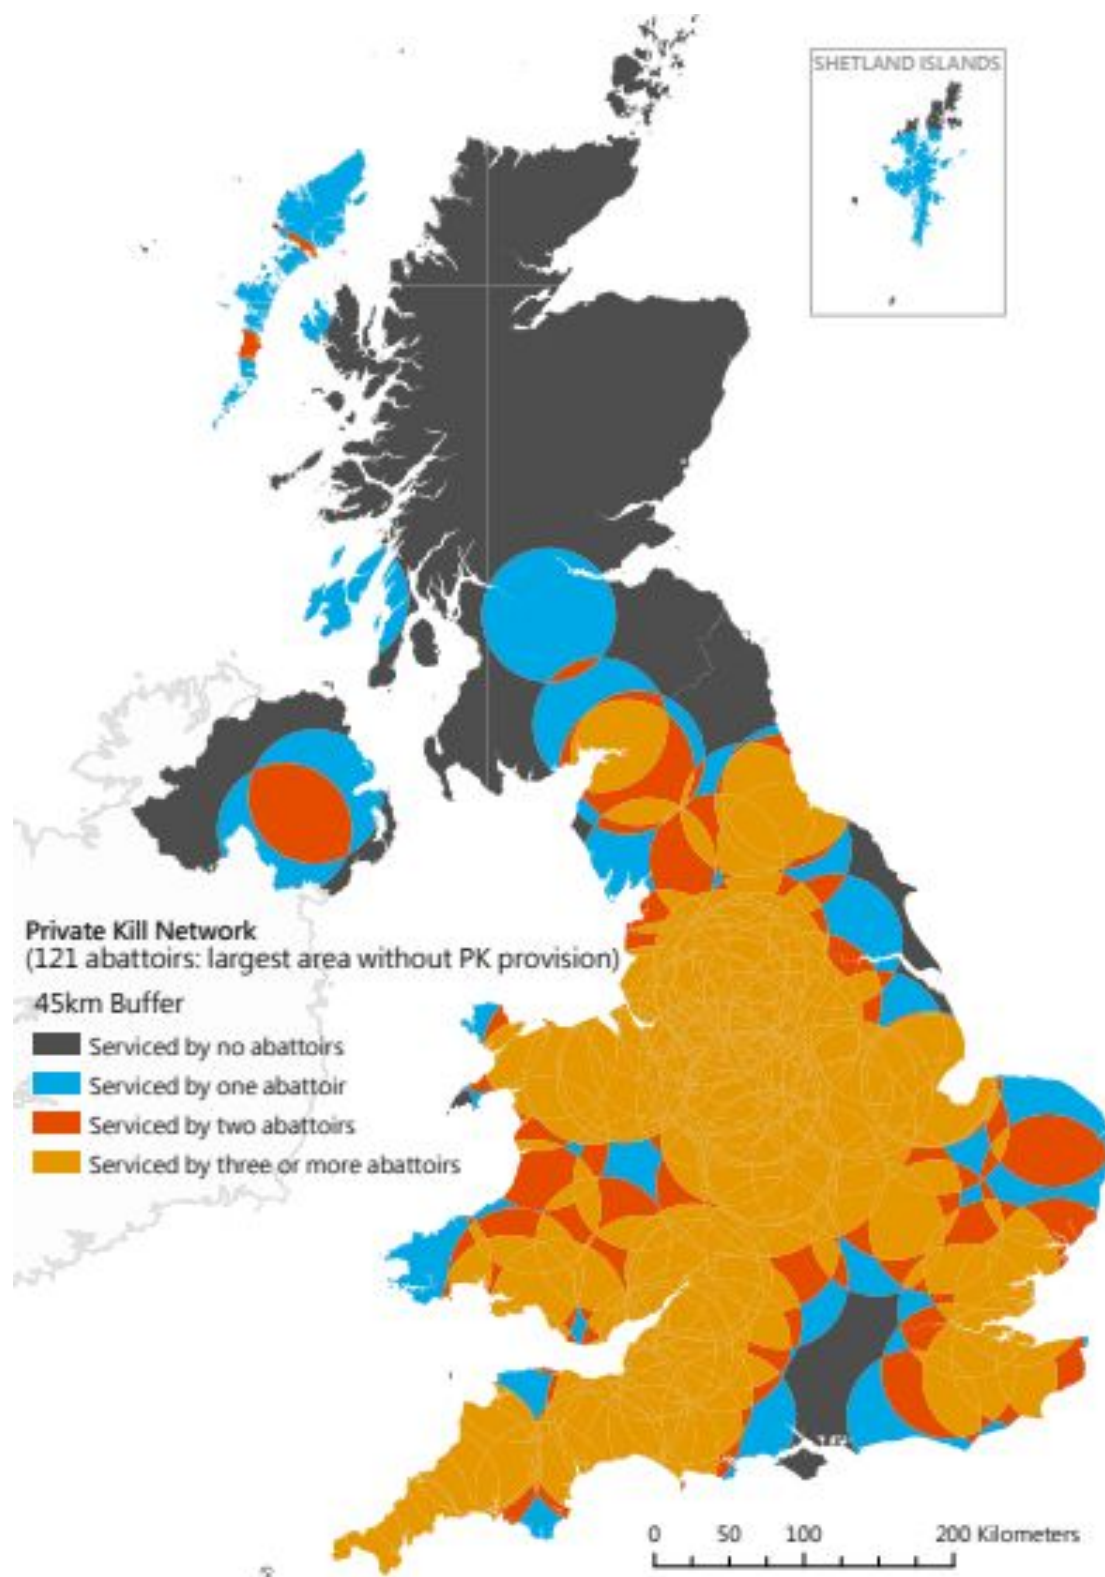 SHETLAND ISLANDS
Private Kill Network
(121 abattoirs: largest area without PK provision)
45km Buffer
Serviced by no abattoirs
Serviced by one abattoir
Serviced by two abattoirs
Serviced by three or more abattoirs
0 50 100 200 Kilometers